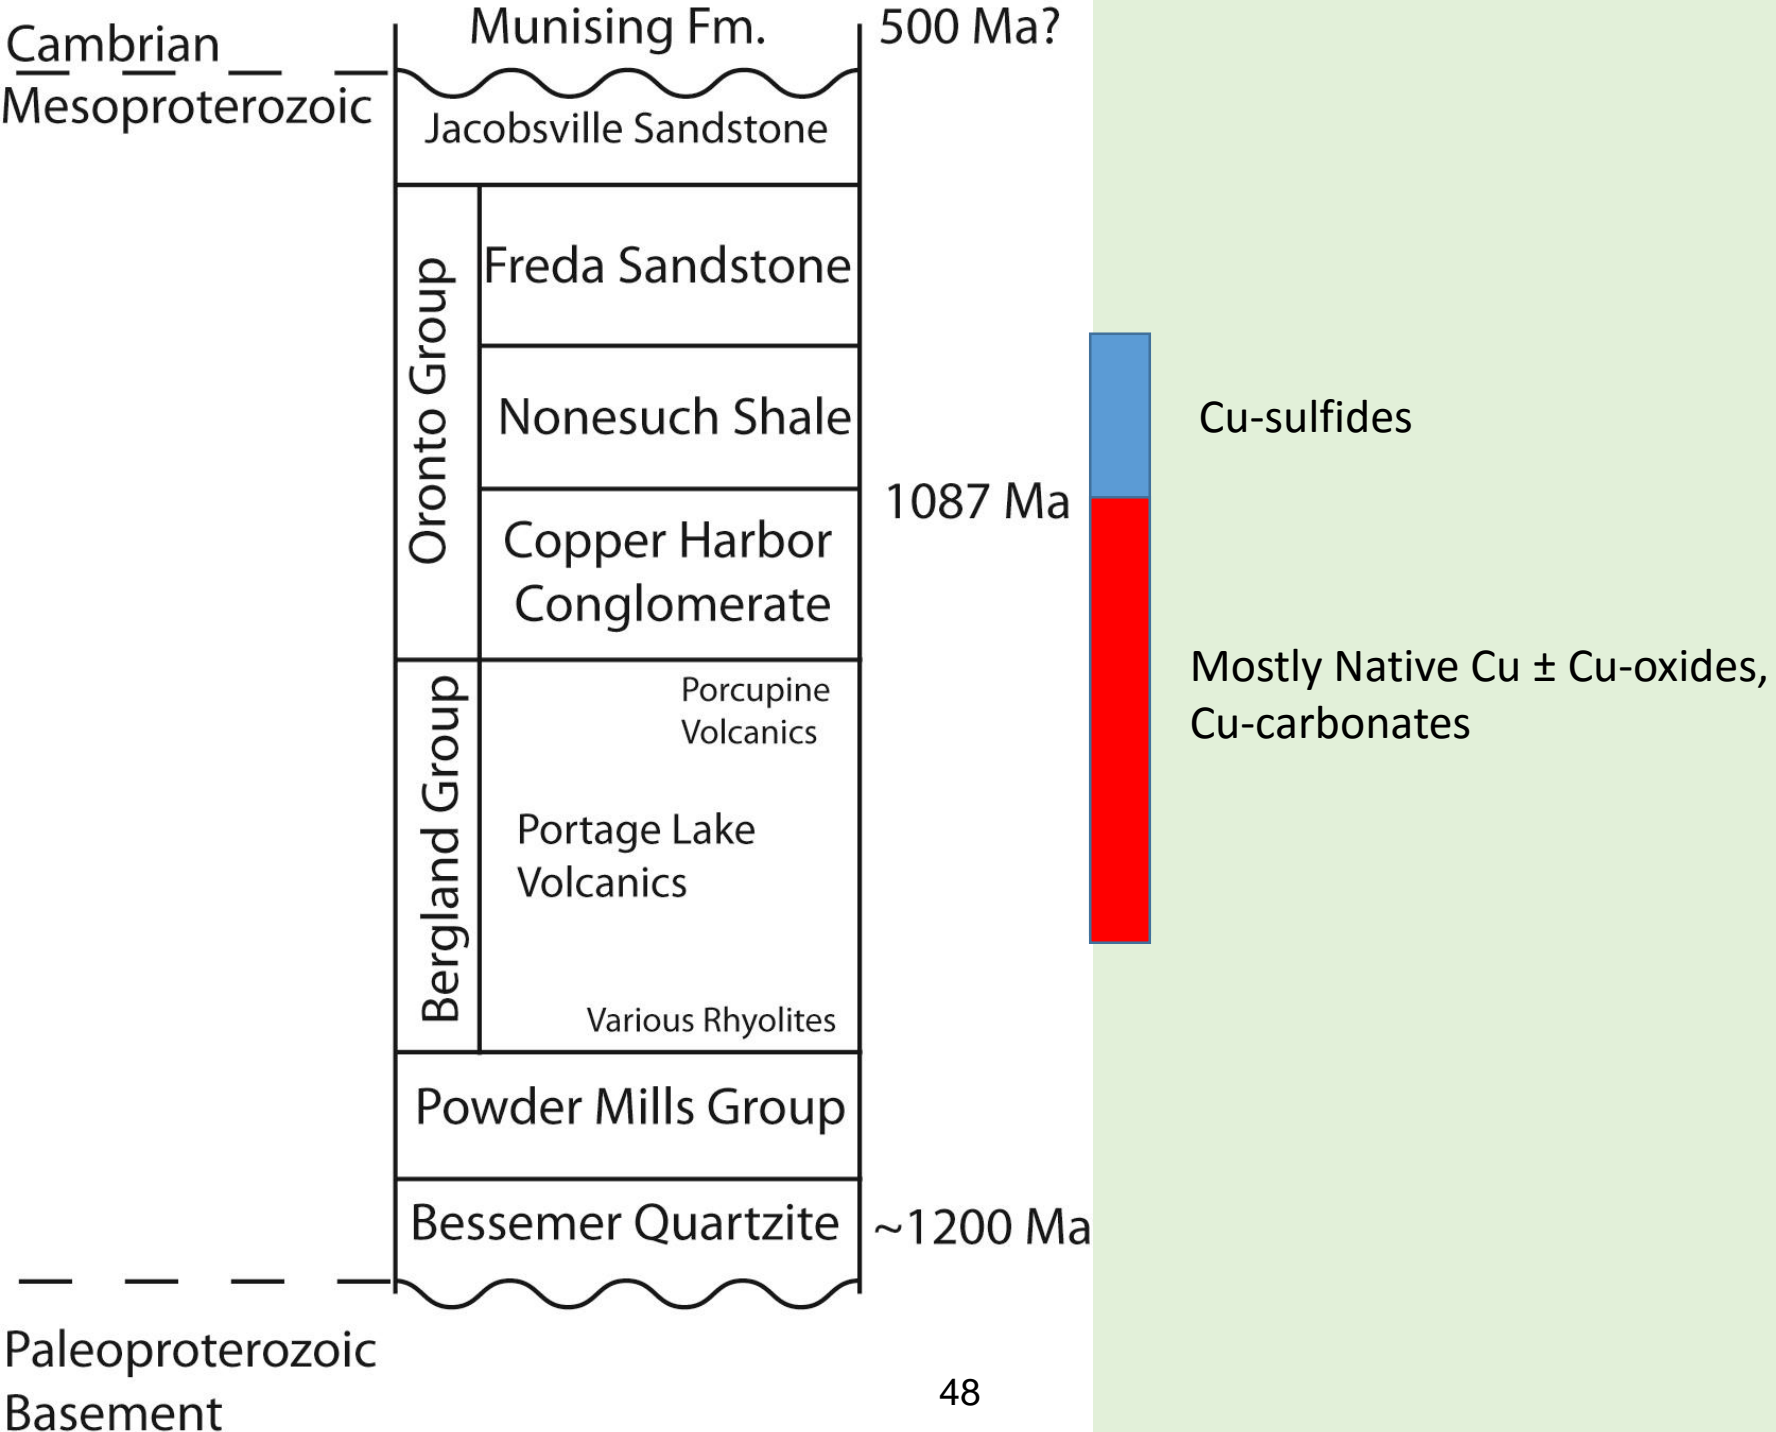 Cambrian
Munising Fm.
500 Ma?
Mesoproterozoic
Jacobsville Sandstone
Oronto Group
Freda Sandstone
Nonesuch Shale
Cu-sulfides
1087 Ma
Copper Harbor
Conglomerate
Bergland Group
Porcupine
Volcanics
Mostly Native Cu ± Cu-oxides,
Cu-carbonates
Portage Lake
Volcanics
Various Rhyolites
Powder Mills Group
Bessemer Quartzite
~1200 Ma
Paleoproterozoic
Basement
48